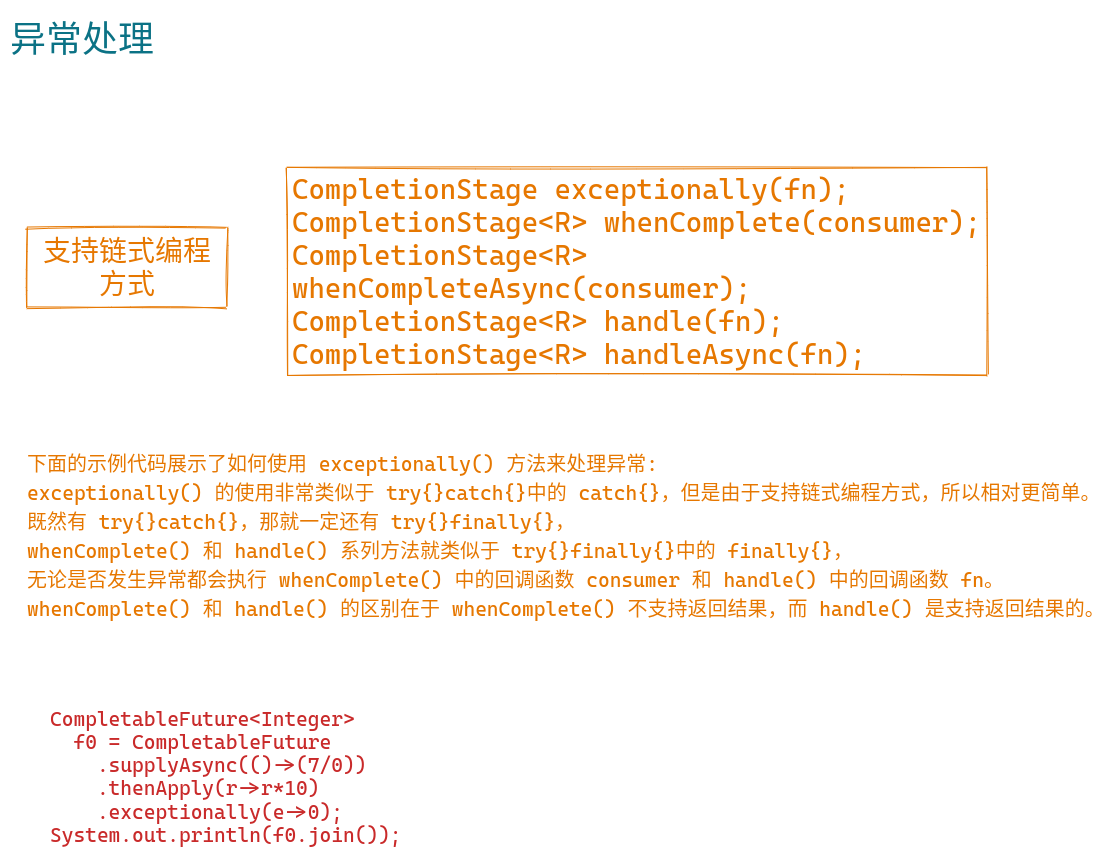 异常处理
支持链式编程
方式
CompletionStage exceptionally(fn);
CompletionStage<R> whenComplete(consumer);
CompletionStage<R>
whenCompleteAsync(consumer);
CompletionStage<R> handle(fn);
CompletionStage<R> handleAsync(fn);
下面的示例代码展示了如何使用 exceptionally() 方法来处理异常:
exceptionally() 的使用非常类似于 try{}catch{}中的 catch{}，但是由于支持链式编程方式，所以相对更简单。
既然有 try{}catch{}，那就一定还有 try{}finally{}，
whenComplete() 和 handle() 系列方法就类似于 try{}finally{}中的 finally{}，
无论是否发生异常都会执行 whenComplete() 中的回调函数 consumer 和 handle() 中的回调函数 fn。
whenComplete() 和 handle() 的区别在于 whenComplete() 不支持返回结果，而 handle() 是支持返回结果的。
CompletableFuture<Integer>
f0 = CompletableFuture
.supplyAsync(()->(7/0))
.thenApply(r->r*10)
.exceptionally(e->0);
System.out.println(f0.join());